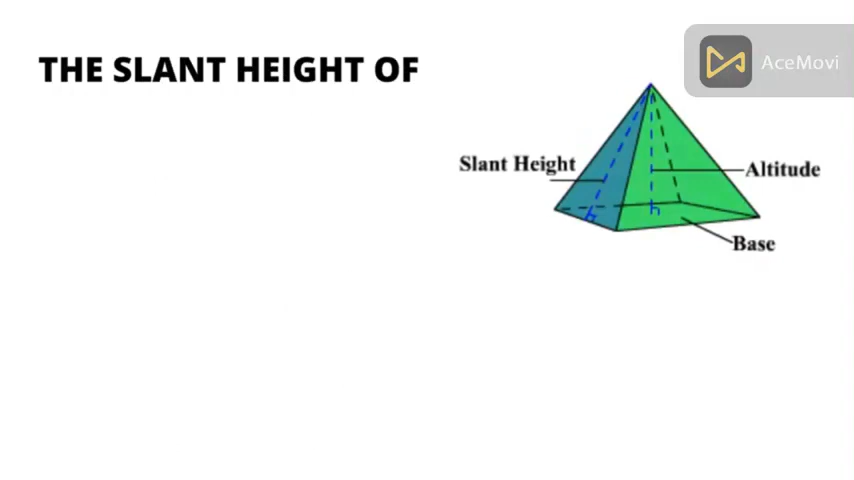 THE SLANT HEIGHT OF
AceMovi
Slant Height
Altitude
Base